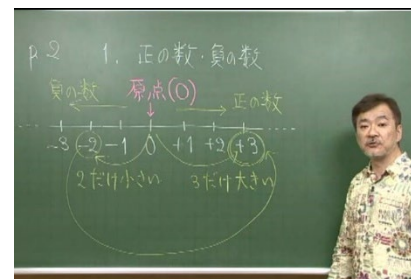 P.2 1. 正の数・負の数
負の数 原点(0) 正の数
-3 -2 -1 0 +1 +2 +3
2だけ小さい 3だけ大きい